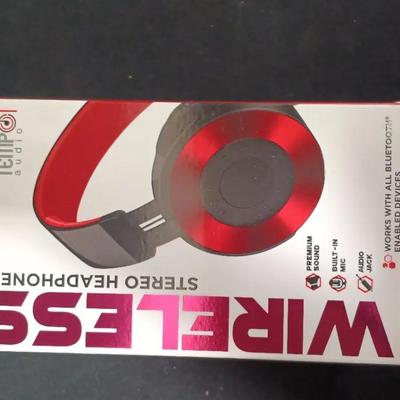 TEMPO
audio
WIRELESS
STEREO HEADPHONE
PREMIUM
SOUND
BUILT-IN
MIC
AUDIO
JACK
WORKS WITH ALL BLUETOOTH®
ENABLED DEVICES